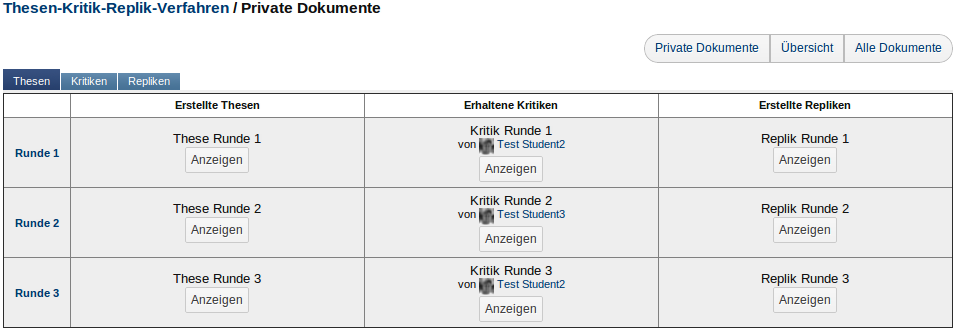 Thesen-Kritik-Replik-Verfahren / Private Dokumente
Private Dokumente Übersicht Alle Dokumente
Thesen Kritiken Repliken
Erstellte Thesen Erhaltene Kritiken Erstellte Repliken
Runde 1
These Runde 1
Anzeigen
Kritik Runde 1
von Test Student2
Anzeigen
Replik Runde 1
Anzeigen
Runde 2
These Runde 2
Anzeigen
Kritik Runde 2
von Test Student3
Anzeigen
Replik Runde 2
Anzeigen
Runde 3
These Runde 3
Anzeigen
Kritik Runde 3
von Test Student2
Anzeigen
Replik Runde 3
Anzeigen